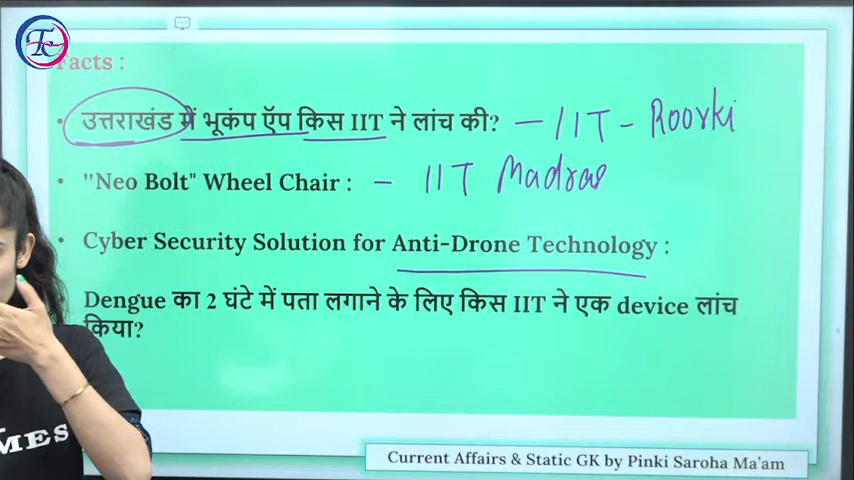 Facts :
• उत्तराखंड में भूकंप ऍप किस IIT ने लांच की? - IIT - Roorki
• "Neo Bolt" Wheel Chair : - IIT Madras
• Cyber Security Solution for Anti-Drone Technology :
Dengue का 2 घंटे में पता लगाने के लिए किस IIT ने एक device लांच
किया?
MES
Current Affairs & Static GK by Pinki Saroha Ma'am